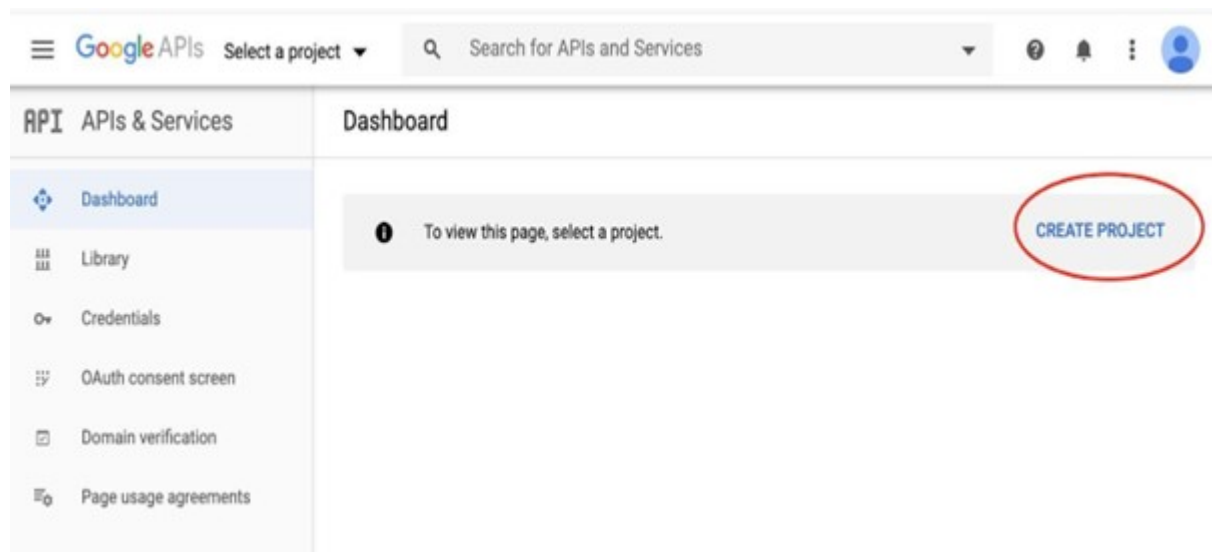 Google APIs Select a project Search for APIs and Services
API APIs & Services Dashboard
Dashboard
To view this page, select a project. CREATE PROJECT
Library
Credentials
OAuth consent screen
Domain verification
Page usage agreements